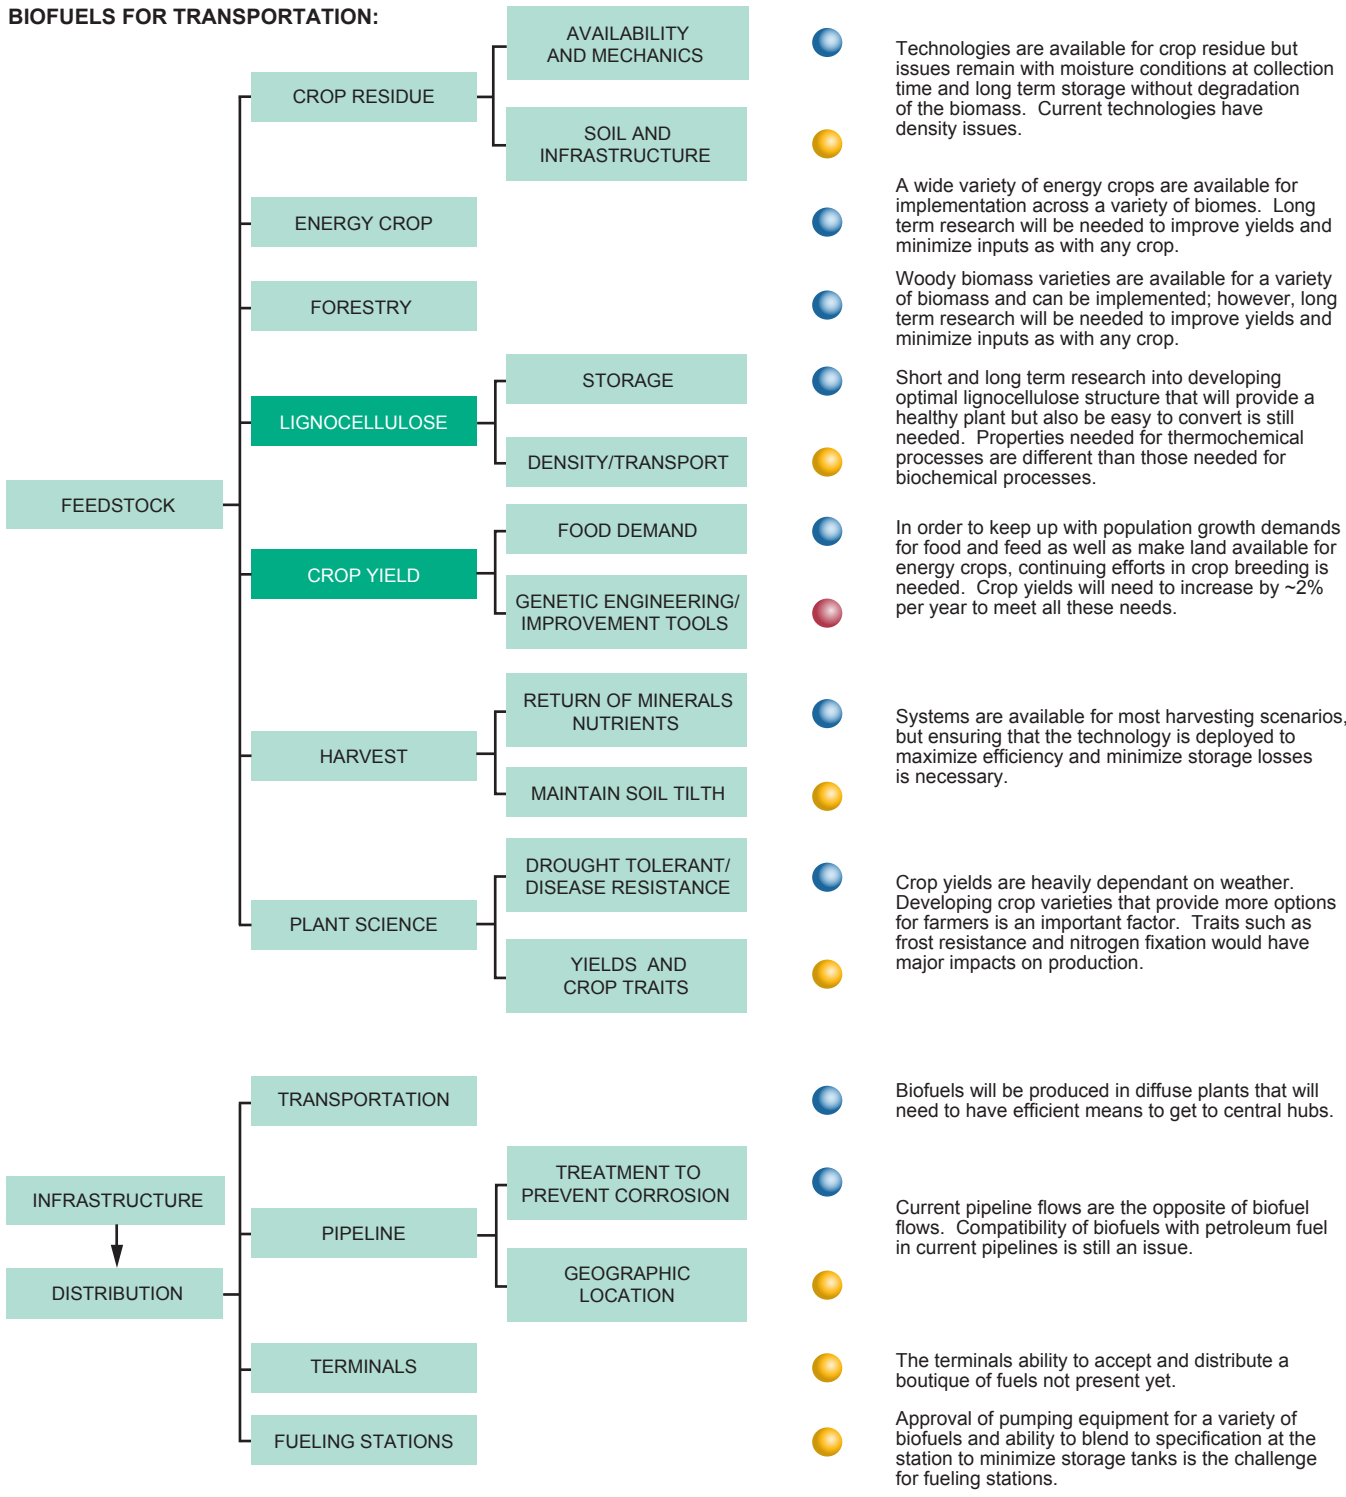 BIOFUELS FOR TRANSPORTATION:
FEEDSTOCK
CROP RESIDUE
AVAILABILITY
AND MECHANICS
SOIL AND
INFRASTRUCTURE
Technologies are available for crop residue but
issues remain with moisture conditions at collection
time and long term storage without degradation
of the biomass.  Current technologies have
density issues.
ENERGY CROP
A wide variety of energy crops are available for
implementation across a variety of biomes.  Long
term research will be needed to improve yields and
minimize inputs as with any crop.
FORESTRY
Woody biomass varieties are available for a variety
of biomass and can be implemented; however, long
term research will be needed to improve yields and
minimize inputs as with any crop.
LIGNOCELLULOSE
STORAGE
DENSITY/TRANSPORT
Short and long term research into developing
optimal lignocellulose structure that will provide a
healthy plant but also be easy to convert is still
needed.  Properties needed for thermochemical
processes are different than those needed for
biochemical processes.
CROP YIELD
FOOD DEMAND
GENETIC ENGINEERING/
IMPROVEMENT TOOLS
In order to keep up with population growth demands
for food and feed as well as make land available for
energy crops, continuing efforts in crop breeding is
needed.  Crop yields will need to increase by ~2%
per year to meet all these needs.
HARVEST
RETURN OF MINERALS
NUTRIENTS
MAINTAIN SOIL TILTH
Systems are available for most harvesting scenarios,
but ensuring that the technology is deployed to
maximize efficiency and minimize storage losses
is necessary.
PLANT SCIENCE
DROUGHT TOLERANT/
DISEASE RESISTANCE
YIELDS  AND
CROP TRAITS
Crop yields are heavily dependant on weather.
Developing crop varieties that provide more options
for farmers is an important factor.  Traits such as
frost resistance and nitrogen fixation would have
major impacts on production.
INFRASTRUCTURE
DISTRIBUTION
TRANSPORTATION
Biofuels will be produced in diffuse plants that will
need to have efficient means to get to central hubs.
PIPELINE
TREATMENT TO
PREVENT CORROSION
GEOGRAPHIC
LOCATION
Current pipeline flows are the opposite of biofuel
flows.  Compatibility of biofuels with petroleum fuel
in current pipelines is still an issue.
TERMINALS
The terminals ability to accept and distribute a
boutique of fuels not present yet.
FUELING STATIONS
Approval of pumping equipment for a variety of
biofuels and ability to blend to specification at the
station to minimize storage tanks is the challenge
for fueling stations.